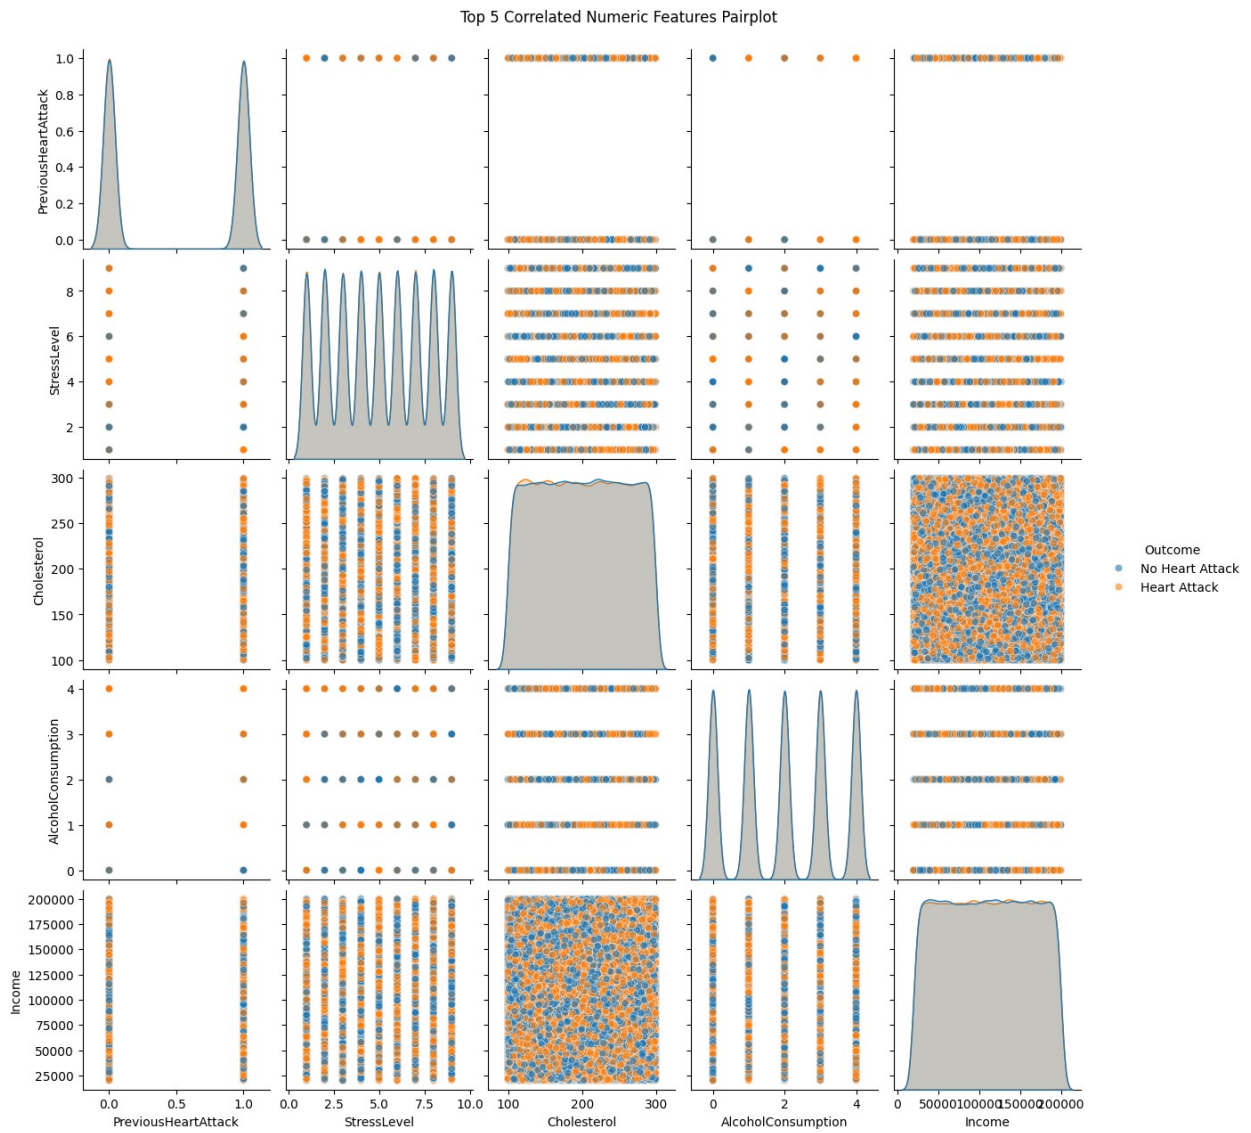 Top 5 Correlated Numeric Features Pairplot
1.0
0.8
0.6
0.4
0.2
0.0
PreviousHeartAttack
8
6
4
2
StressLevel
300
250
200
150
100
Cholesterol
Outcome
No Heart Attack
Heart Attack
4
3
2
1
0
AlcoholConsumption
200000
175000
150000
125000
100000
75000
50000
25000
Income
0.0 0.5 1.0
PreviousHeartAttack
0.0 2.5 5.0 7.5 10.0
StressLevel
100 200 300
Cholesterol
0 2 4
AlcoholConsumption
0 50000 100000 150000 200000
Income